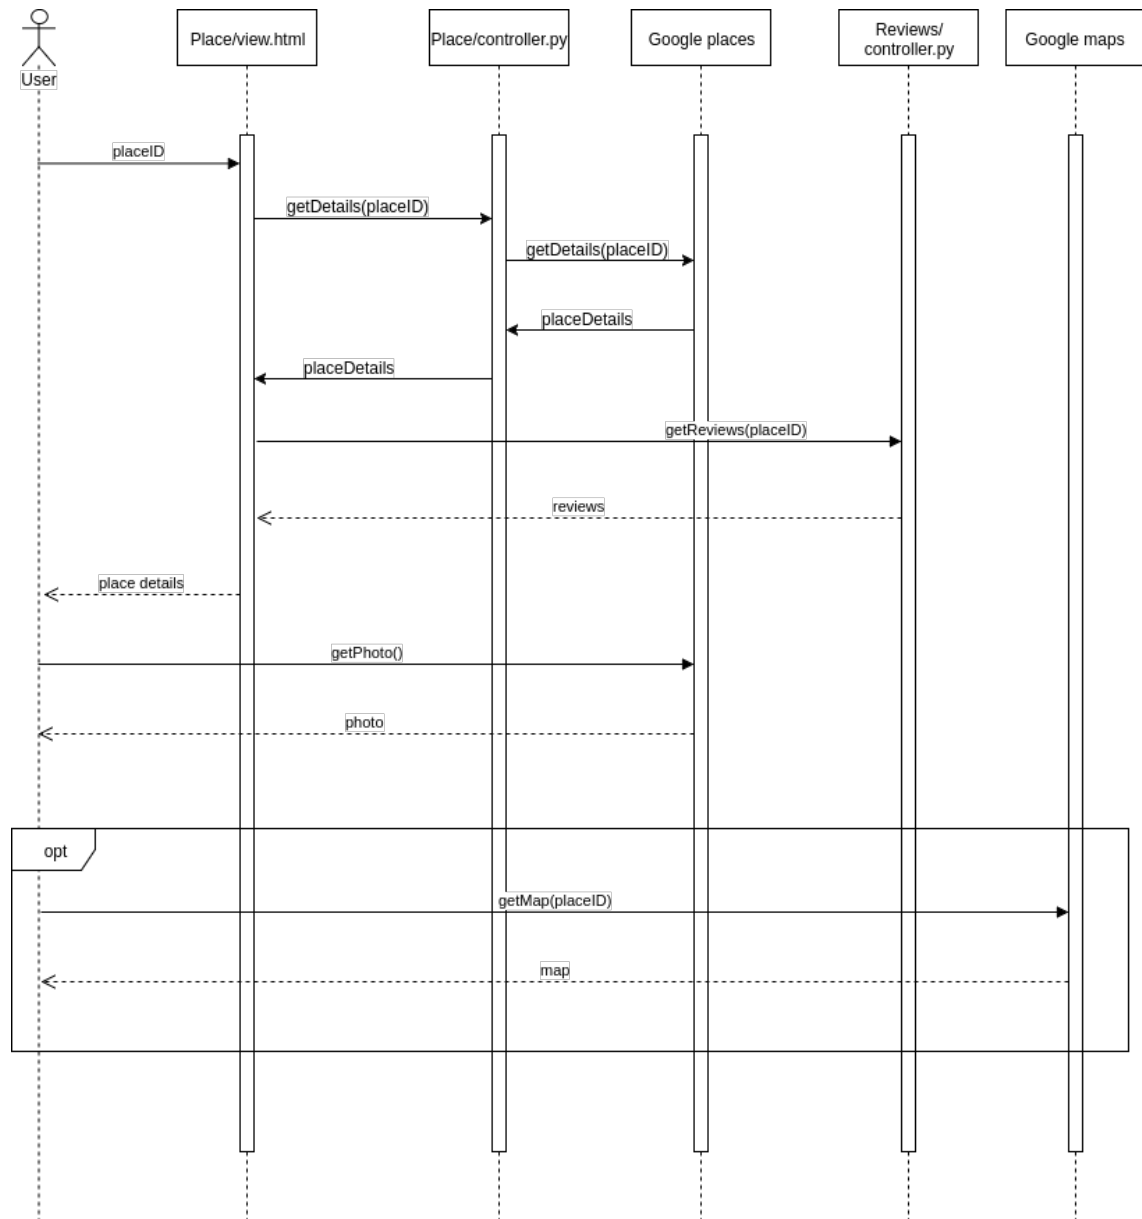 User
Place/view.html
Place/controller.py
Google places
Reviews/
controller.py
Google maps
placeID
getDetails(placeID)
getDetails(placeID)
placeDetails
placeDetails
getReviews(placeID)
reviews
place details
getPhoto()
photo
opt
getMap(placeID)
map